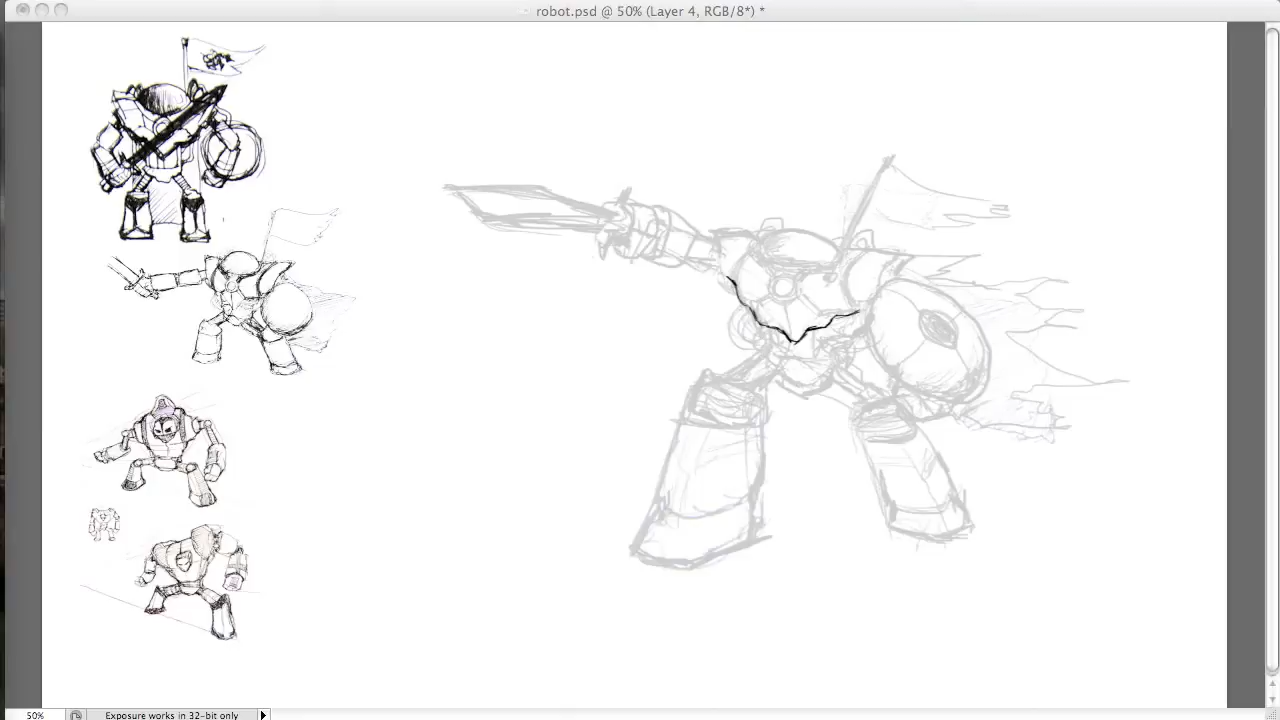 robot.psd @ 50% (Layer 4, RGB/8*) *
50%
Exposure works in 32-bit only